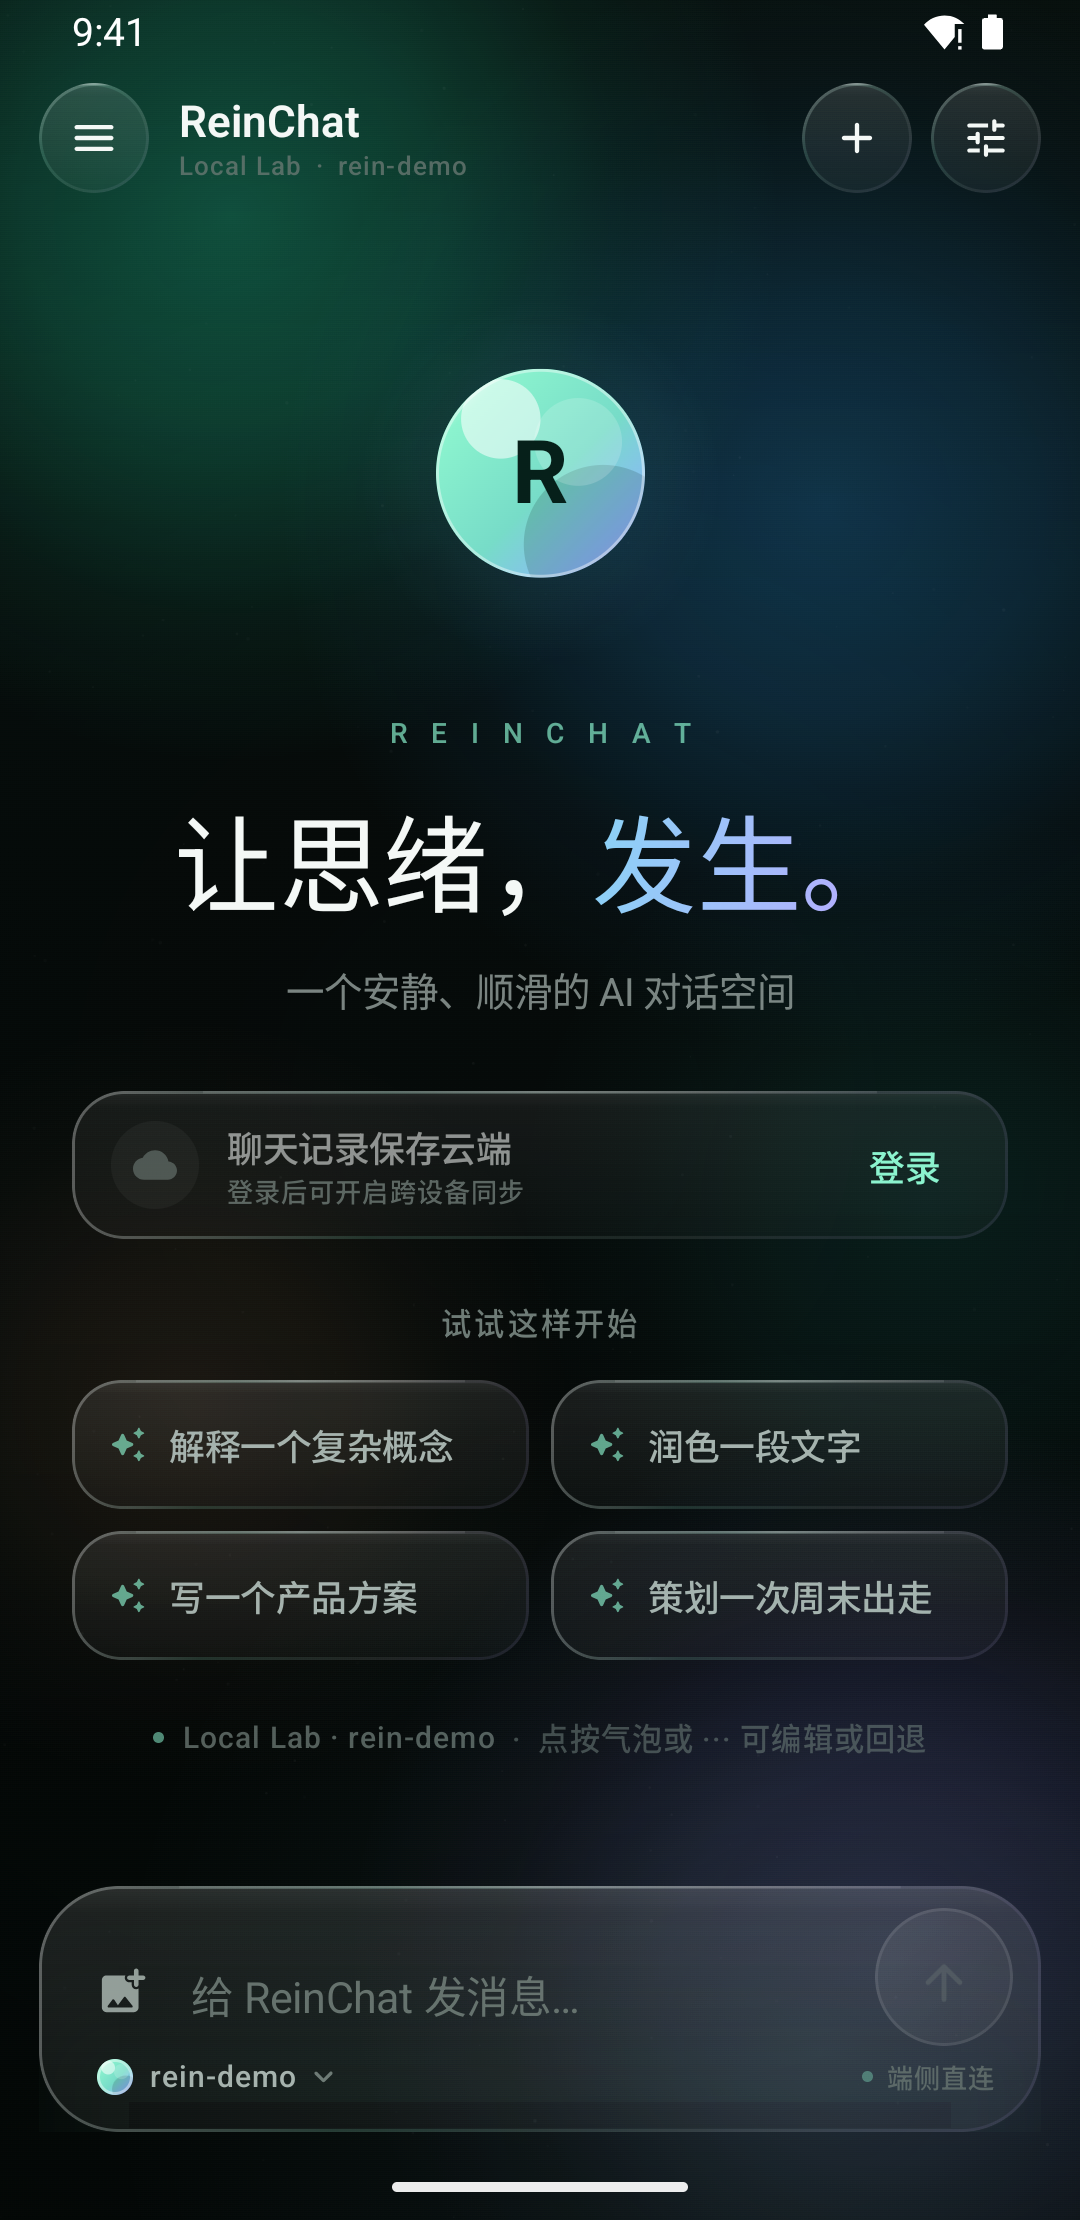 9:41
ReinChat
Local Lab · rein-demo
R
REINCHAT
让思绪，发生。
一个安静、顺滑的 AI 对话空间
聊天记录保存云端
登录后可开启跨设备同步
登录
试试这样开始
解释一个复杂概念
润色一段文字
写一个产品方案
策划一次周末出走
Local Lab · rein-demo · 点按气泡或 ··· 可编辑或回退
给 ReinChat 发消息...
rein-demo
端侧直连